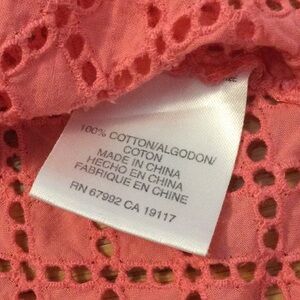 100% COTTON/ALGODON/
COTON
MADE IN CHINA
HECHO EN CHINA
FABRIQUE EN CHINE
RN 67992 CA 19117